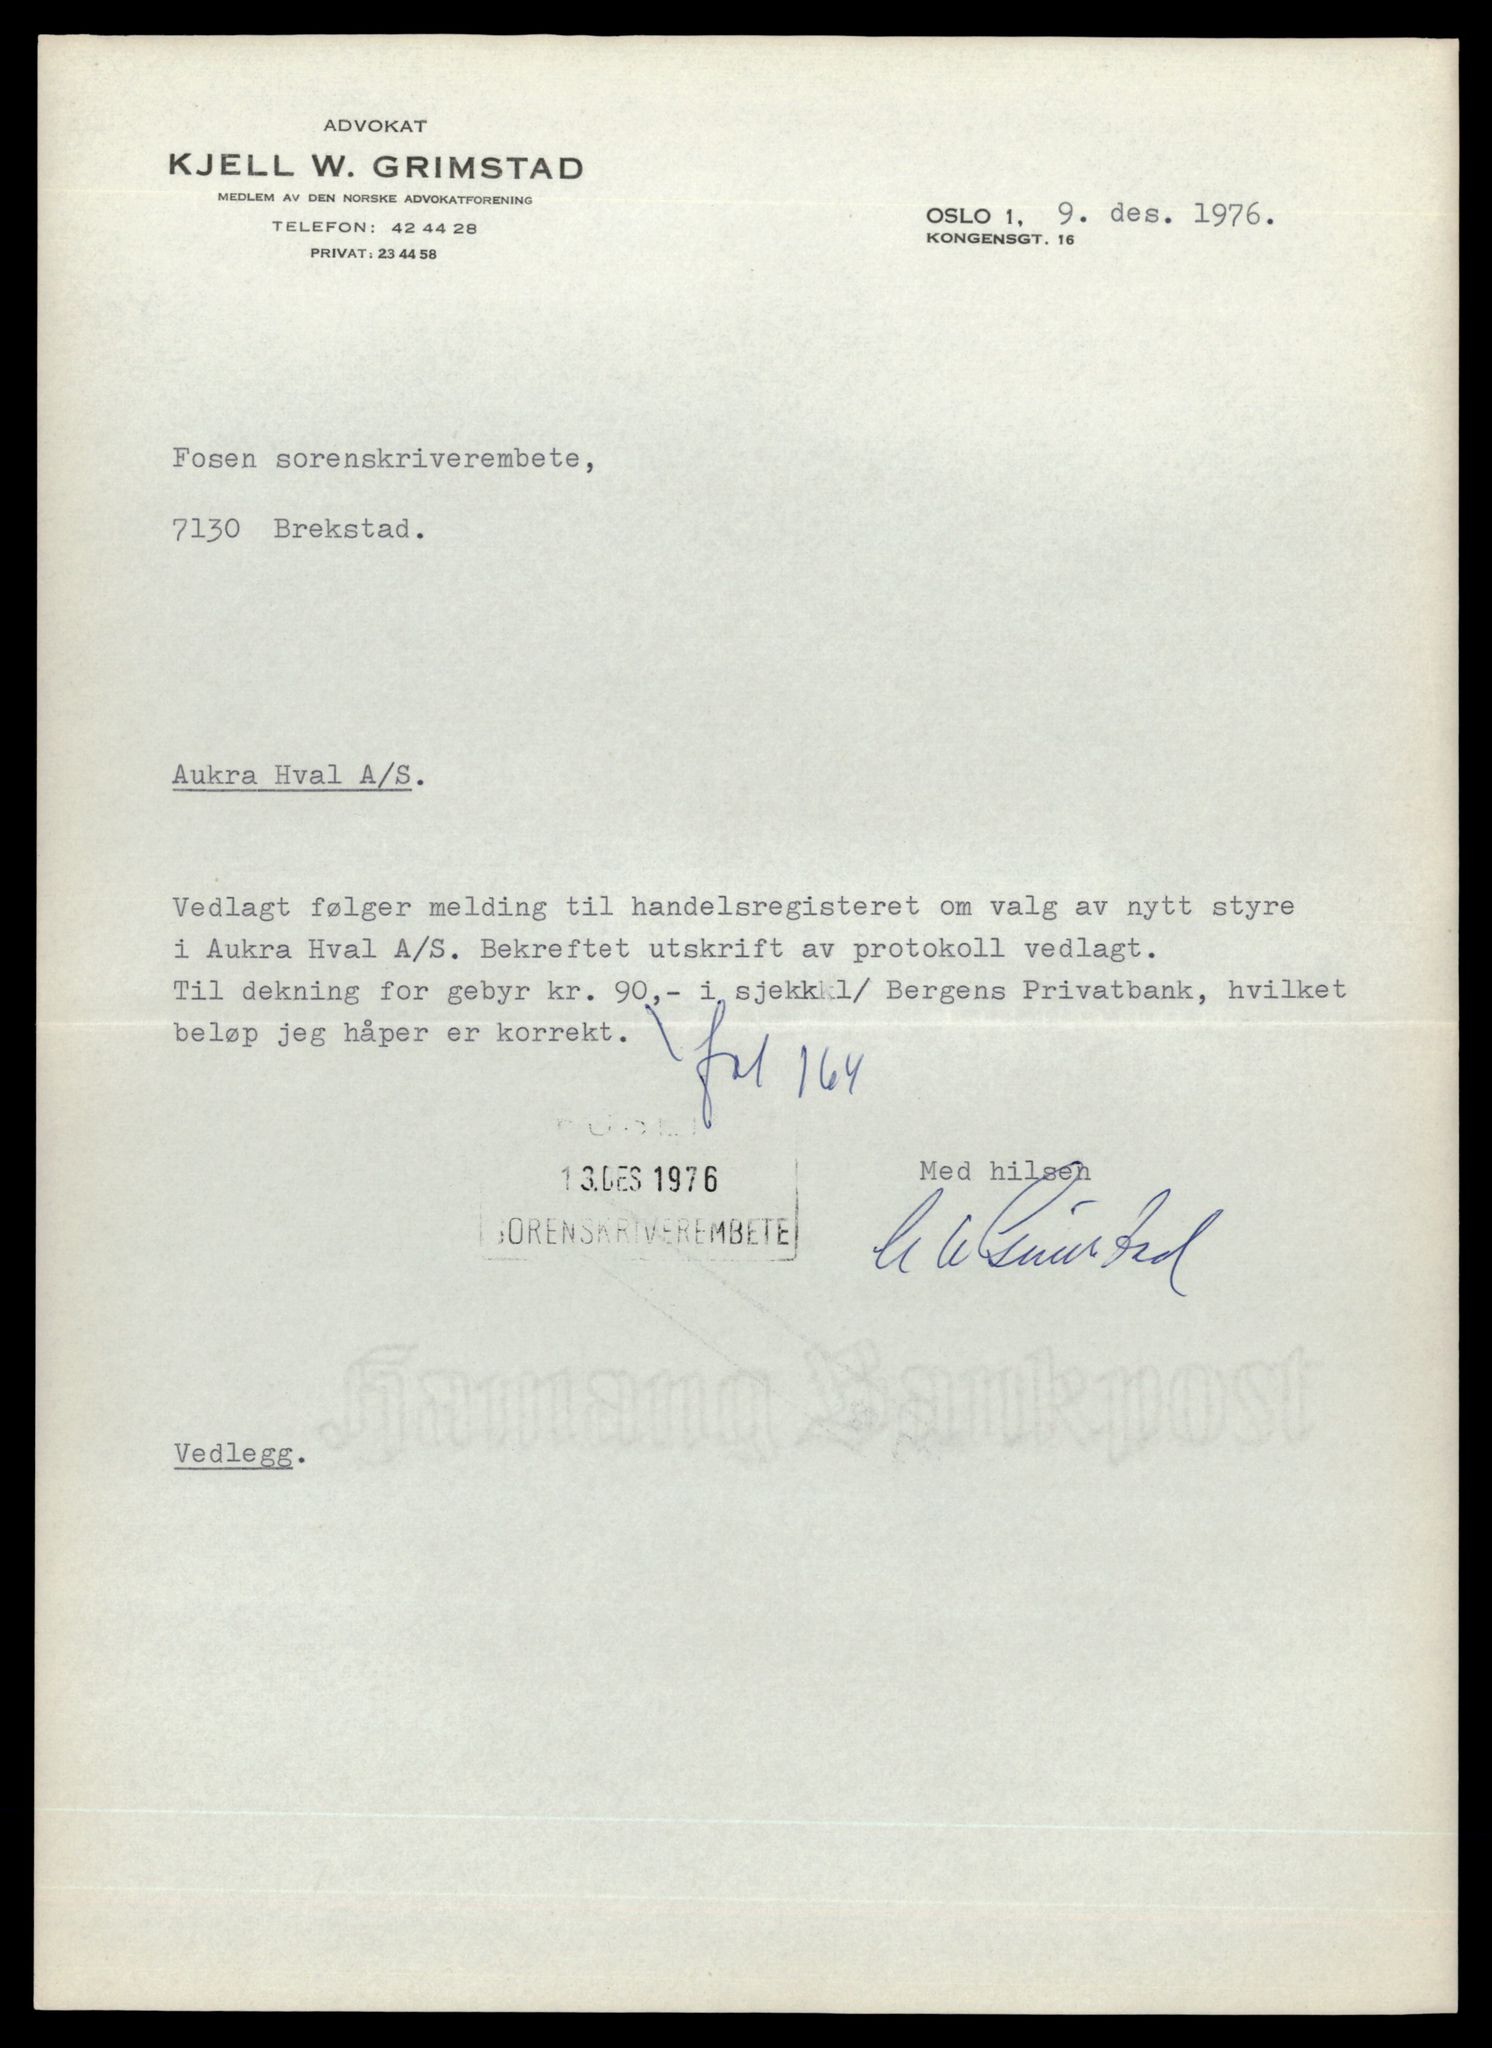 ADVOKAT
KJELL W. GRIMSTAD
MEDLEM AV DEN NORSKE ADVOKATFORENING
TELEFON: 42 44 28
PRIVAT: 23 44 58
OSLO 1, 9. des. 1976.
KONGENSGT. 16
Fosen sorenskriverembete,
7130 Brekstad.
Aukra Hval A/S.
Vedlagt følger melding til handelsregisteret om valg av nytt styre
i Aukra Hval A/S. Bekreftet utskrift av protokoll vedlagt.
Til dekning for gebyr kr. 90,- i sjekkkl/ Bergens Privatbank, hvilket
beløp jeg håper er korrekt.
164
13.DES 1976
SORENSKRIVEREMBETE
Med hilsen
Grimstad
Vedlegg.